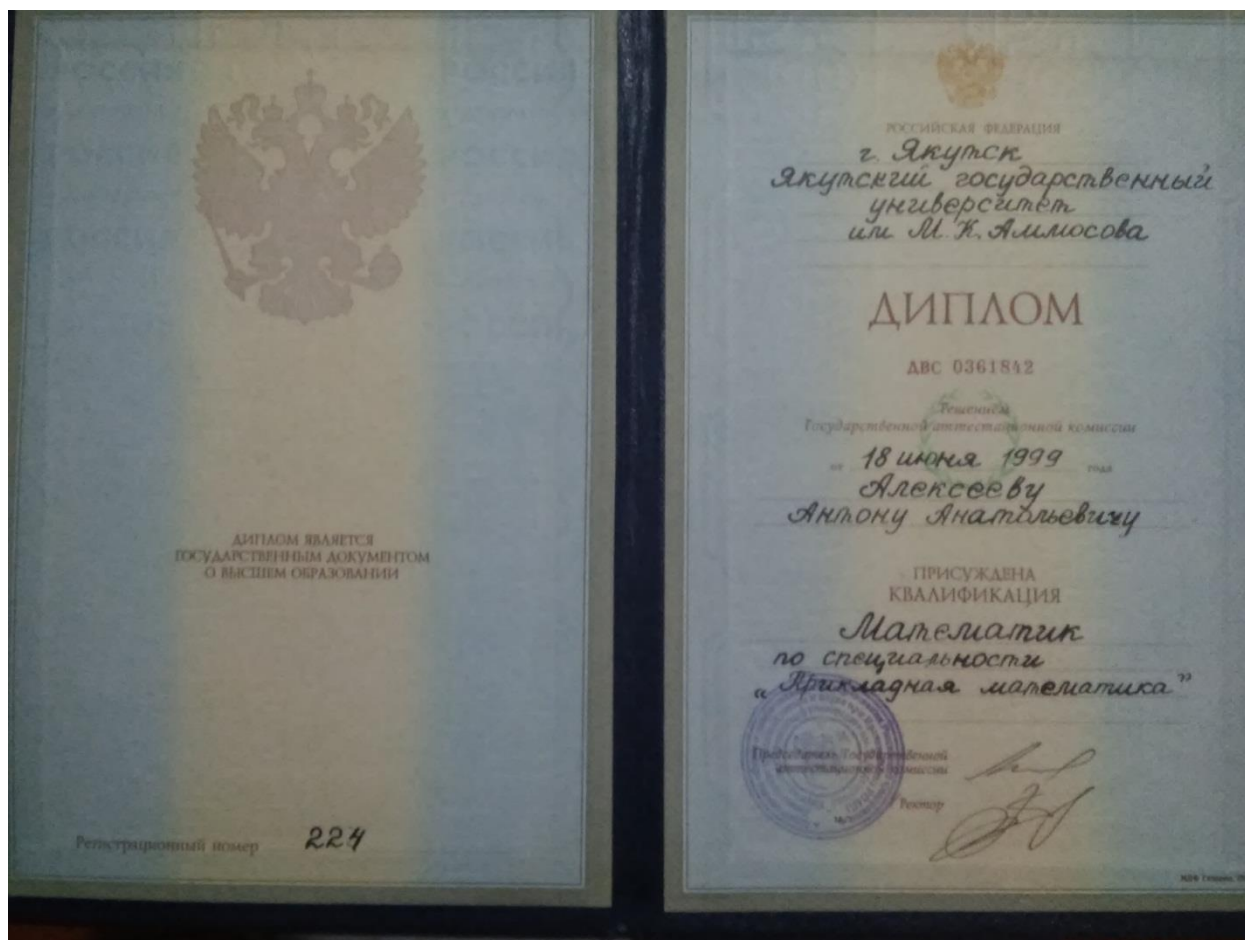 ДИПЛОМ ЯВЛЯЕТСЯ
ГОСУДАРСТВЕННЫМ ДОКУМЕНТОМ
О ВЫСШЕМ ОБРАЗОВАНИИ
Регистрационный номер 224
РОССИЙСКАЯ ФЕДЕРАЦИЯ
г. Якутск
Якутский государственный
университет
им М.К. Аммосова
ДИПЛОМ
АВС 0361842
Решением
Государственной аттестационной комиссии
от 18 июня 1999 года
Алексееву
Антону Анатольевичу
ПРИСУЖДЕНА
КВАЛИФИКАЦИЯ
Математик
по специальности
„Прикладная математика”
Председатель Государственной
аттестационной комиссии
Ректор